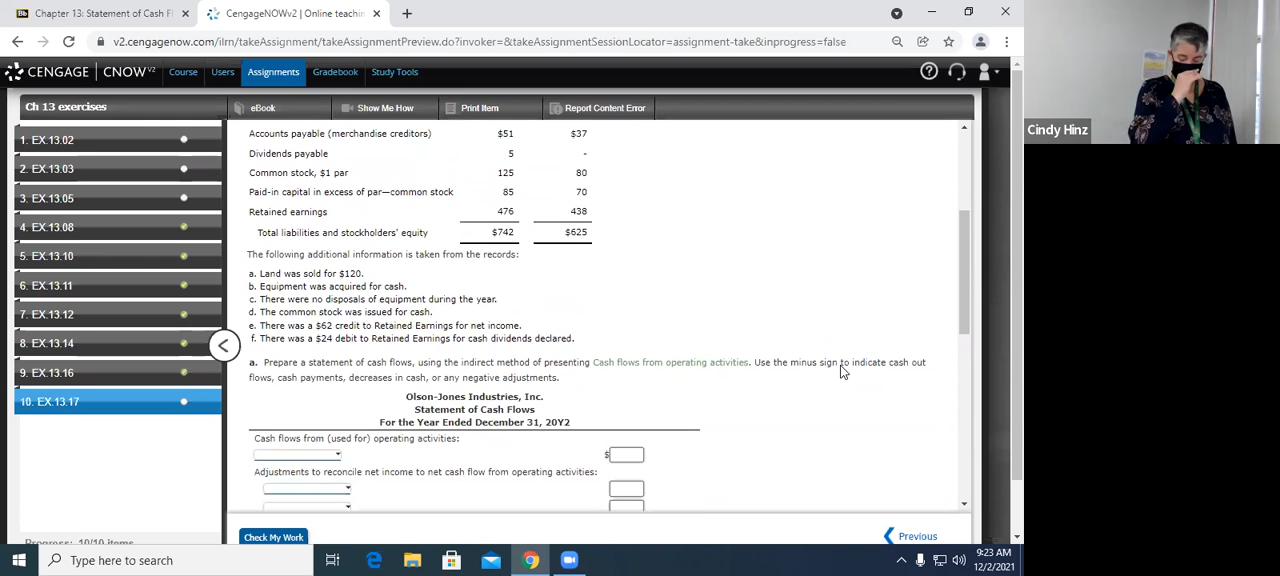 Chapter 13: Statement of Cash F
CengageNOWv2 | Online teachin
v2.cengagenow.com/ilrn/takeAssignment/takeAssignmentPreview.do?invoker=&takeAssignmentSessionLocator=assignment-take&inprogress=false
CENGAGE | CNOWV2 Course Users Assignments Gradebook Study Tools
Ch 13 exercises
eBook Show Me How Print Item Report Content Error
1. EX.13.02
2. EX.13.03
3. EX.13.05
4. EX.13.08
5. EX.13.10
6. EX.13.11
7. EX.13.12
8. EX.13.14
9. EX.13.16
10. EX.13.17
Progress: 10/10 items
Accounts payable (merchandise creditors) $51 $37
Dividends payable 5 -
Common stock, $1 par 125 80
Paid-in capital in excess of par—common stock 85 70
Retained earnings 476 438
Total liabilities and stockholders' equity $742 $625
The following additional information is taken from the records:
a. Land was sold for $120.
b. Equipment was acquired for cash.
c. There were no disposals of equipment during the year.
d. The common stock was issued for cash.
e. There was a $62 credit to Retained Earnings for net income.
f. There was a $24 debit to Retained Earnings for cash dividends declared.
a. Prepare a statement of cash flows, using the indirect method of presenting Cash flows from operating activities. Use the minus sign to indicate cash out
flows, cash payments, decreases in cash, or any negative adjustments.
Olson-Jones Industries, Inc.
Statement of Cash Flows
For the Year Ended December 31, 20Y2
Cash flows from (used for) operating activities:
$
Adjustments to reconcile net income to net cash flow from operating activities:
Check My Work
Previous
Cindy Hinz
Type here to search
9:23 AM
12/2/2021